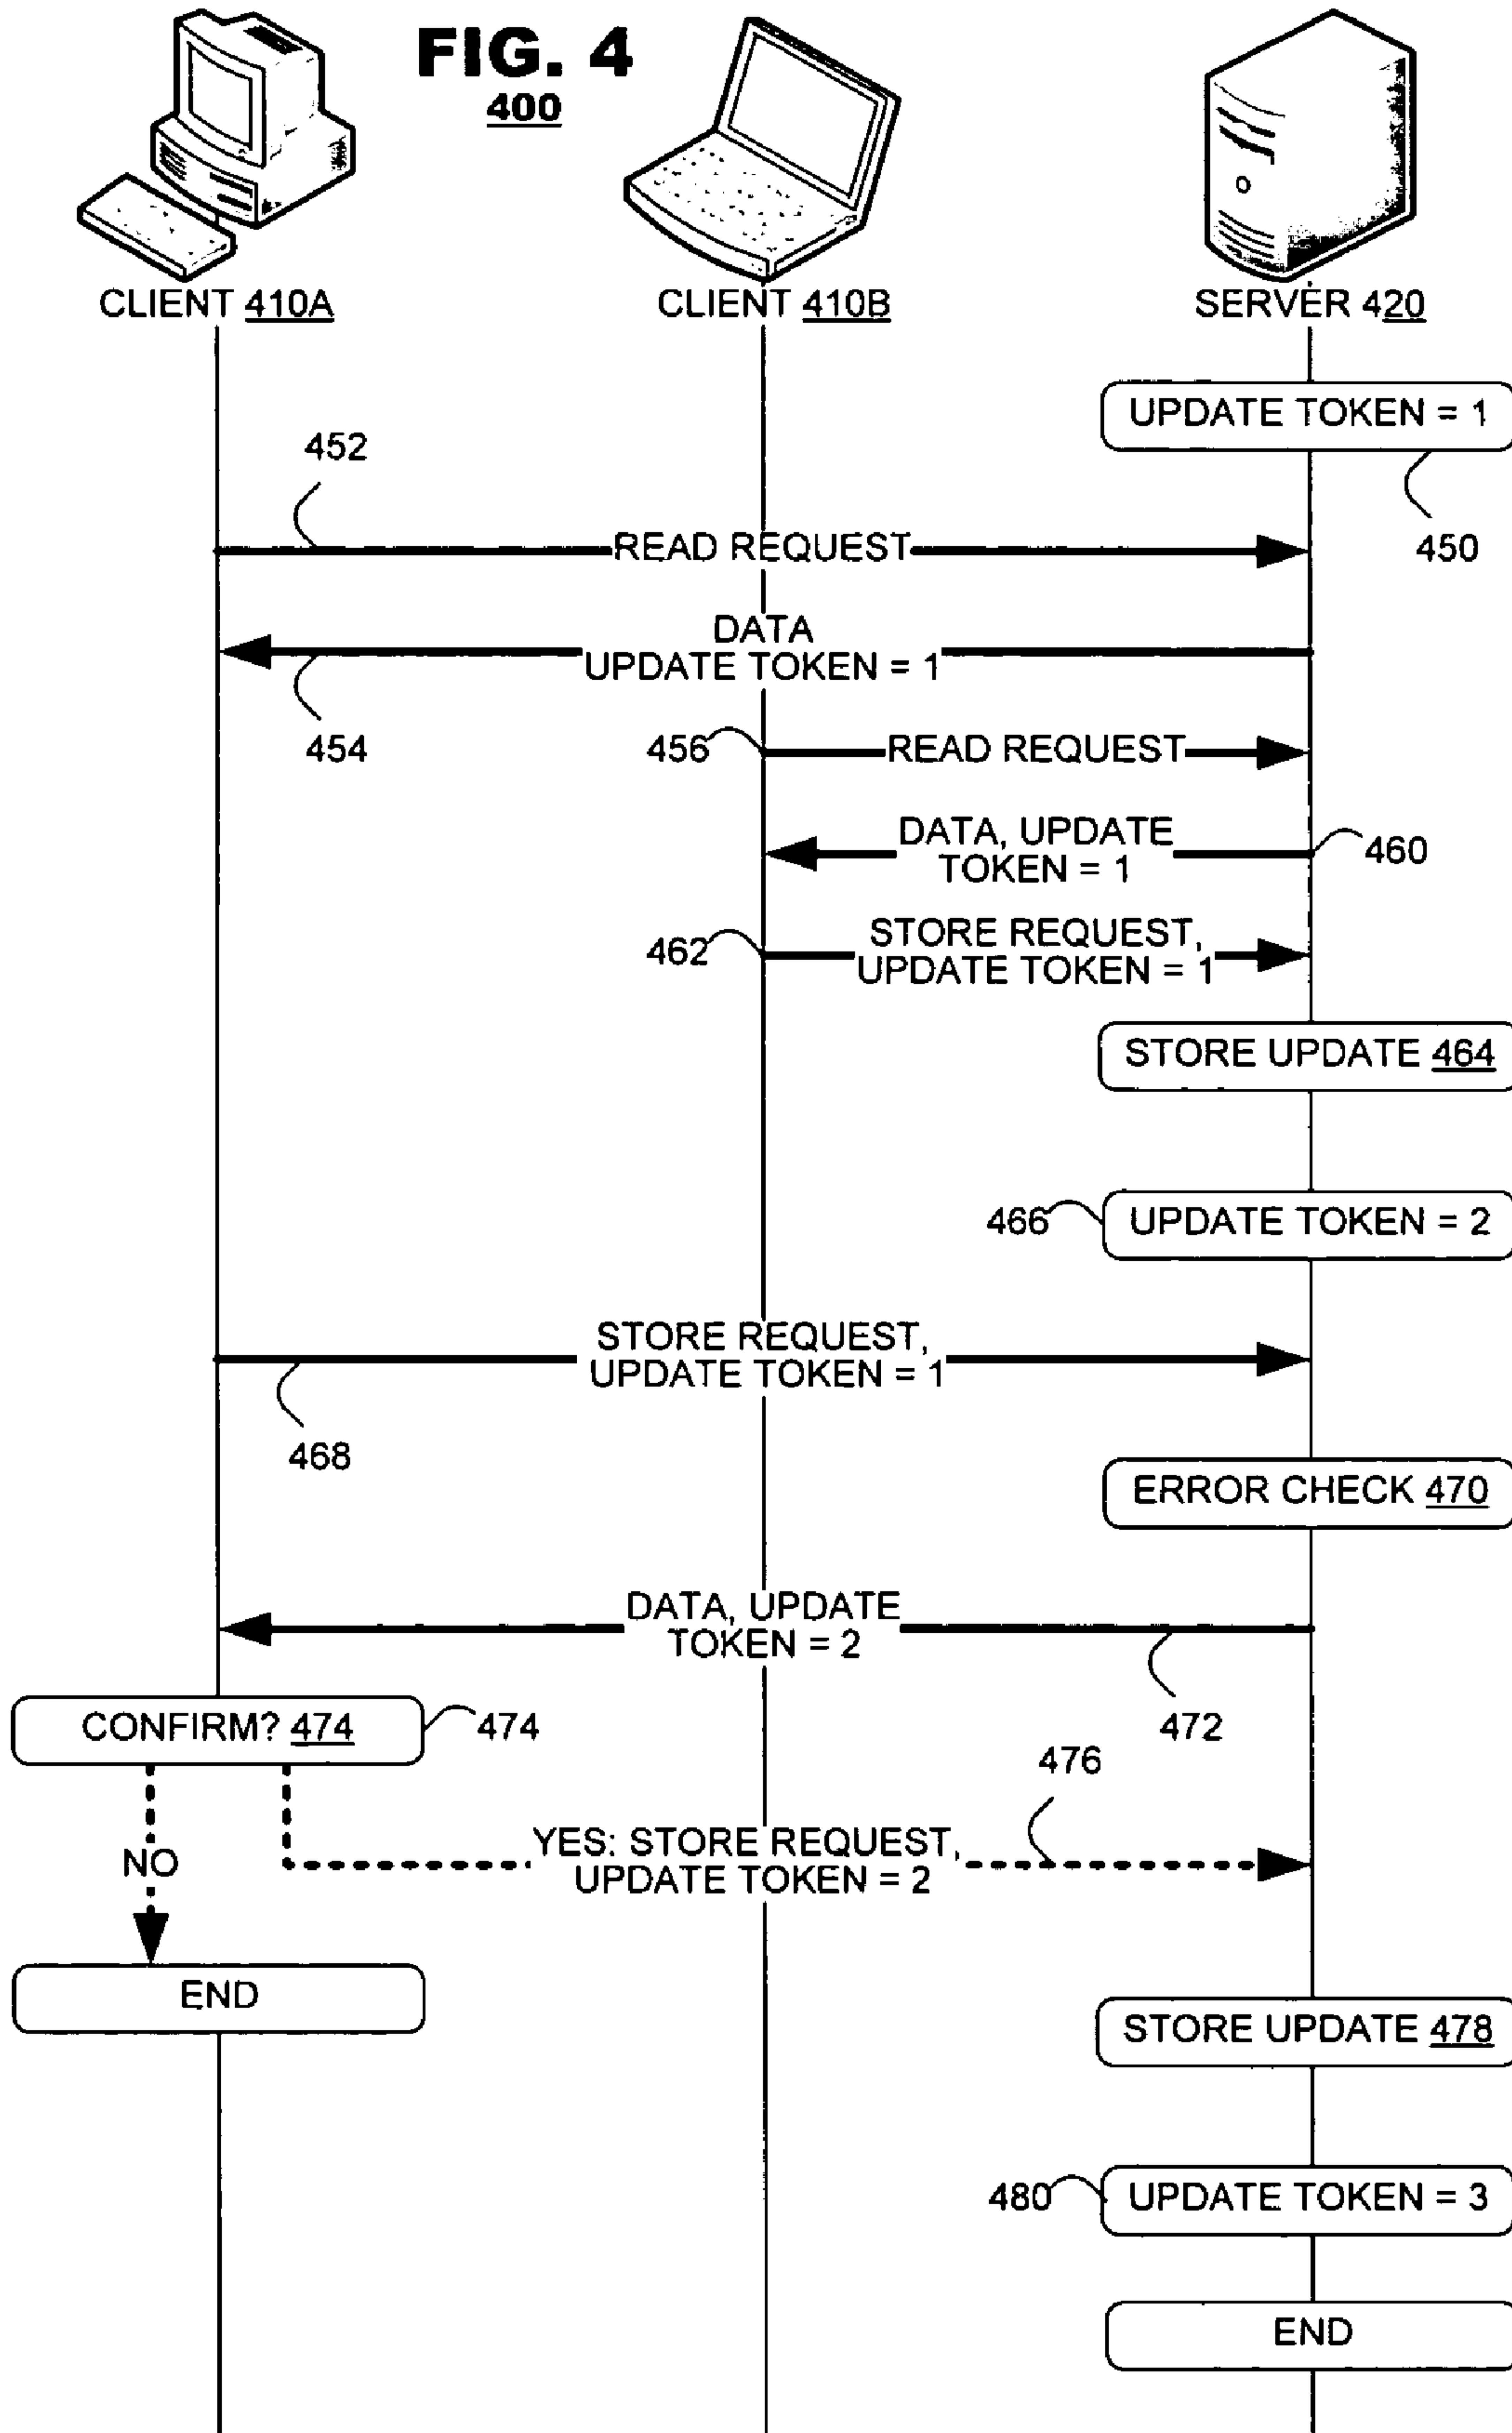 FIG. 4
400
CLIENT 410A
CLIENT 410B
SERVER 420
UPDATE TOKEN = 1
450
452
READ REQUEST
DATA
UPDATE TOKEN = 1
454
456
READ REQUEST
DATA, UPDATE
TOKEN = 1
460
462
STORE REQUEST,
UPDATE TOKEN = 1
STORE UPDATE 464
466
UPDATE TOKEN = 2
STORE REQUEST,
UPDATE TOKEN = 1
468
ERROR CHECK 470
DATA, UPDATE
TOKEN = 2
472
CONFIRM? 474
474
476
NO
YES: STORE REQUEST,
UPDATE TOKEN = 2
END
STORE UPDATE 478
480
UPDATE TOKEN = 3
END